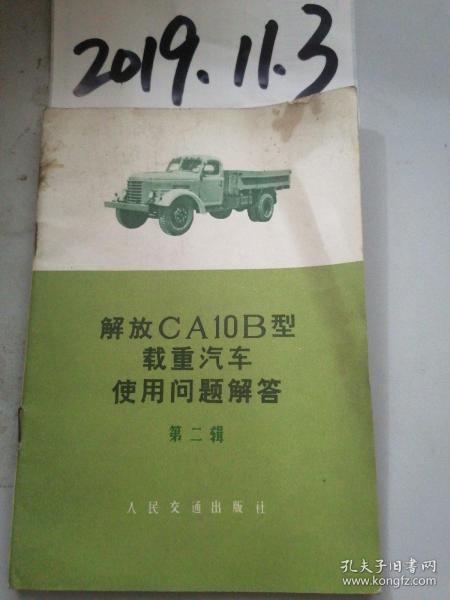 2019.11.3
解放CA10B型
载重汽车
使用问题解答
第二辑
人民交通出版社
孔夫子旧书网
www.kongfz.com